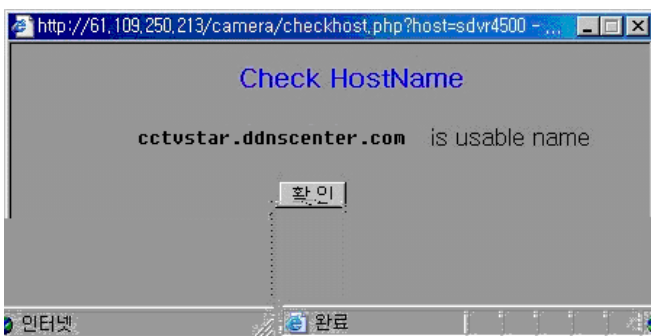 http://61,109,250,213/camera/checkhost,php?host=sdvr4500 - ...
Check HostName
cctvstar.ddnscenter.com is usable name
확인
인터넷
완료